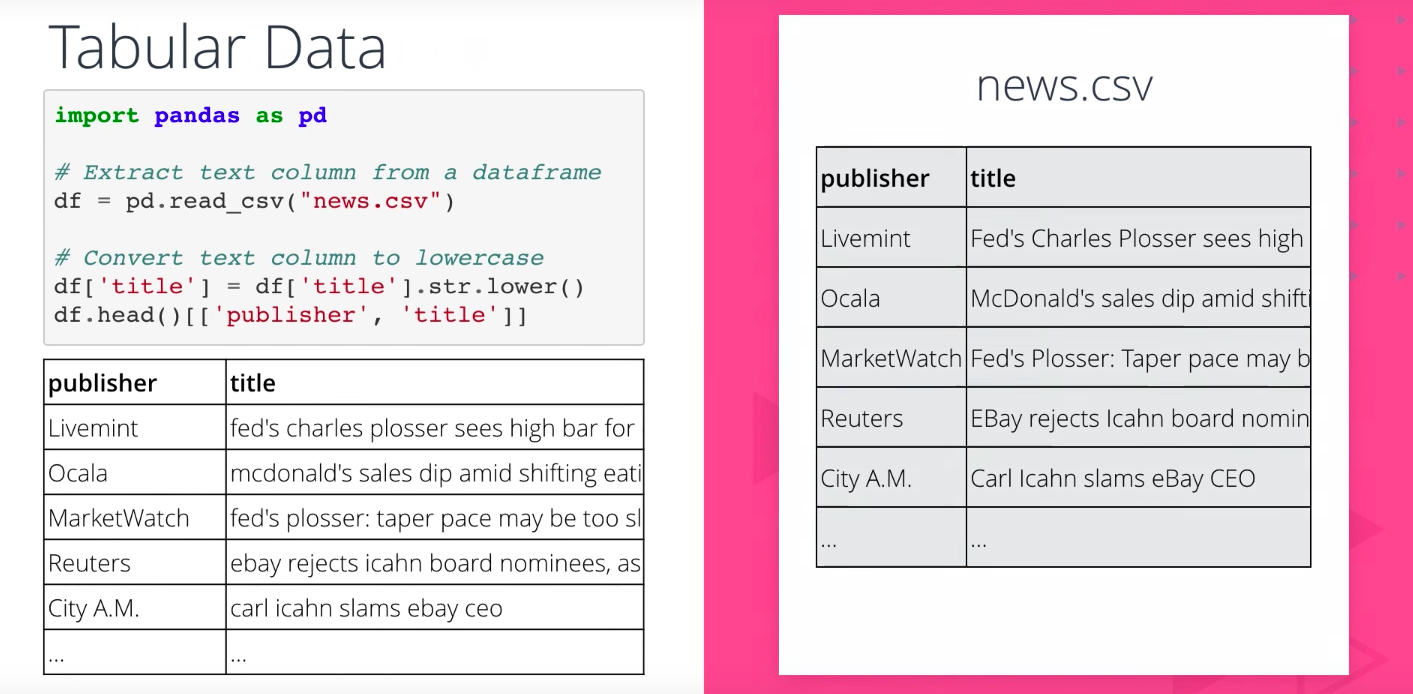 Tabular Data
import pandas as pd
# Extract text column from a dataframe
df = pd.read_csv("news.csv")
# Convert text column to lowercase
df['title'] = df['title'].str.lower()
df.head()[['publisher', 'title']]
publisher title
Livemint fed's charles plosser sees high bar for
Ocala mcdonald's sales dip amid shifting eati
MarketWatch fed's plosser: taper pace may be too sl
Reuters ebay rejects icahn board nominees, as
City A.M. carl icahn slams ebay ceo
... ...
news.csv
publisher title
Livemint Fed's Charles Plosser sees high
Ocala McDonald's sales dip amid shifti
MarketWatch Fed's Plosser: Taper pace may b
Reuters EBay rejects Icahn board nomin
City A.M. Carl Icahn slams eBay CEO
... ...